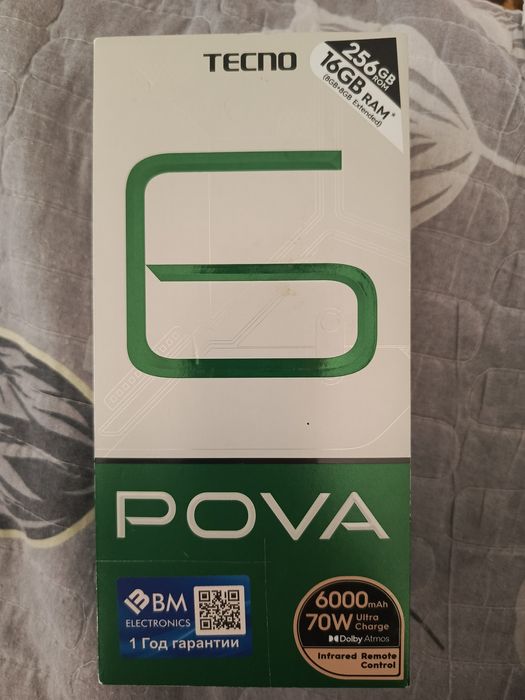 TECNO
256GB ROM
16GB RAM*
(8GB+8GB Extended)
6
POVA
BM
ELECTRONICS
1 Год гарантии
6000mAh
70W Ultra Charge
Dolby Atmos
Infrared Remote
Control